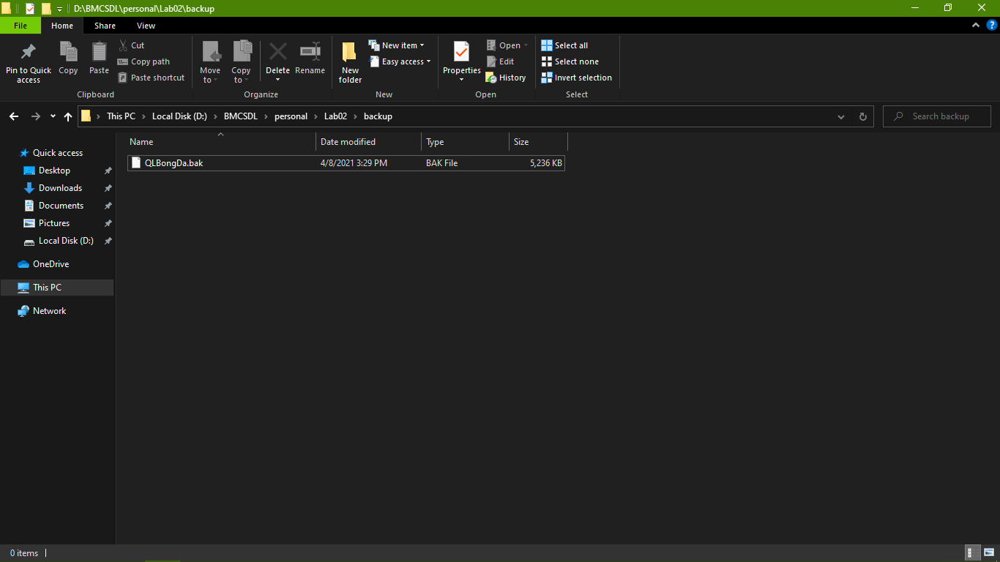 D:\BMCSDL\personal\Lab02\backup
File Home Share View
Pin to Quick access
Copy
Paste
Cut
Copy path
Paste shortcut
Clipboard
Move to
Copy to
Delete
Rename
Organize
New folder
New item
Easy access
New
Properties
Open
Edit
History
Open
Select all
Select none
Invert selection
Select
This PC > Local Disk (D:) > BMCSDL > personal > Lab02 > backup
Search backup
Name Date modified Type Size
QLBongDa.bak 4/8/2021 3:29 PM BAK File 5,236 KB
Quick access
Desktop
Downloads
Documents
Pictures
Local Disk (D:)
OneDrive
This PC
Network
0 items